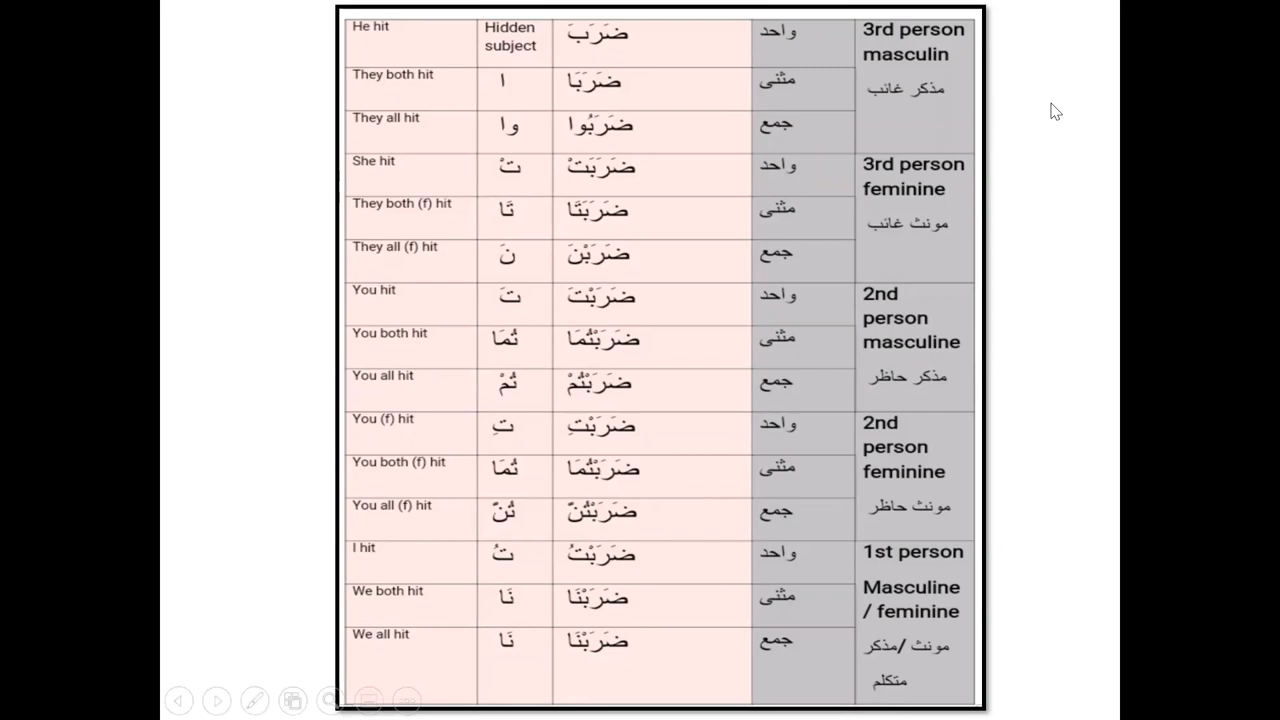 He hit Hidden subject ضَرَبَ واحد 3rd person masculin مذكر غائب
They both hit ا ضَرَبَا مثنى
They all hit وا ضَرَبُوا جمع
She hit تْ ضَرَبَتْ واحد 3rd person feminine مونث غائب
They both (f) hit تَا ضَرَبَتَا مثنى
They all (f) hit نَ ضَرَبْنَ جمع
You hit تَ ضَرَبْتَ واحد 2nd person masculine مذكر حاظر
You both hit تُمَا ضَرَبْتُمَا مثنى
You all hit تُمْ ضَرَبْتُمْ جمع
You (f) hit تِ ضَرَبْتِ واحد 2nd person feminine مونث حاظر
You both (f) hit تُمَا ضَرَبْتُمَا مثنى
You all (f) hit تُنَّ ضَرَبْتُنَّ جمع
I hit تُ ضَرَبْتُ واحد 1st person Masculine / feminine مونث /مذكر متكلم
We both hit نَا ضَرَبْنَا مثنى
We all hit نَا ضَرَبْنَا جمع